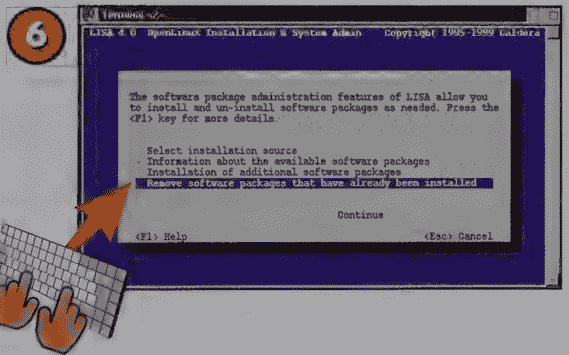 6
Terminal <2>
LISA 4.0 OpenLinux Installation & System Admin Copyright 1995-1999 Caldera
The software package administration features of LISA allow you
to install and un-install software packages as needed. Press the
<F1> key for more details.
Select installation source
Information about the available software packages
Installation of additional software packages
Remove software packages that have already been installed
Continue
<F1> Help <Esc> Cancel